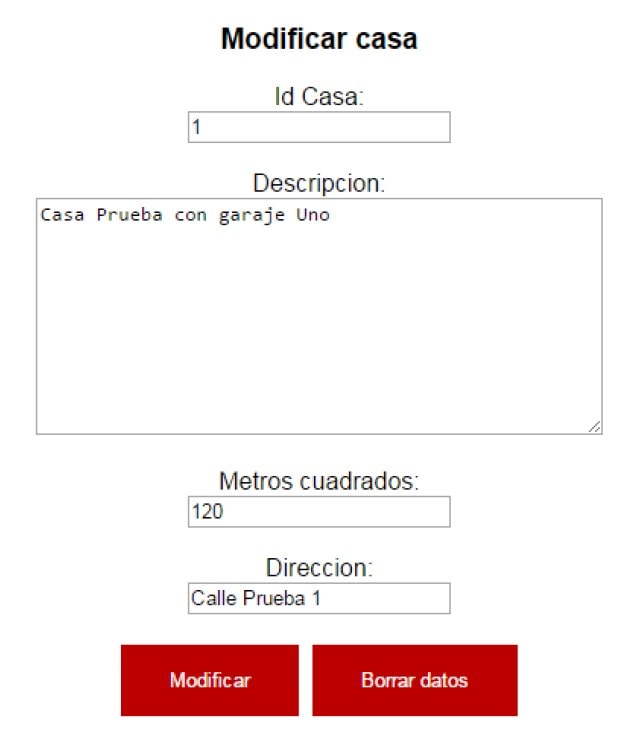 Modificar casa
Id Casa:
1
Descripcion:
Casa Prueba con garaje Uno
Metros cuadrados:
120
Direccion:
Calle Prueba 1
Modificar
Borrar datos